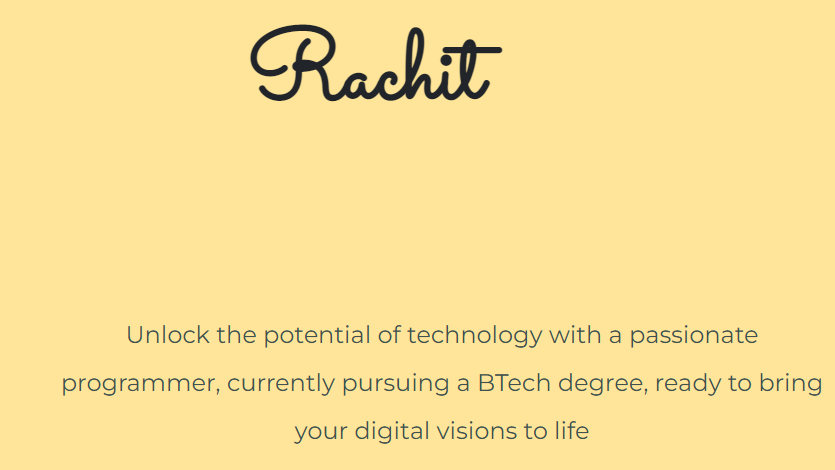 Rachit
Unlock the potential of technology with a passionate
programmer, currently pursuing a BTech degree, ready to bring
your digital visions to life